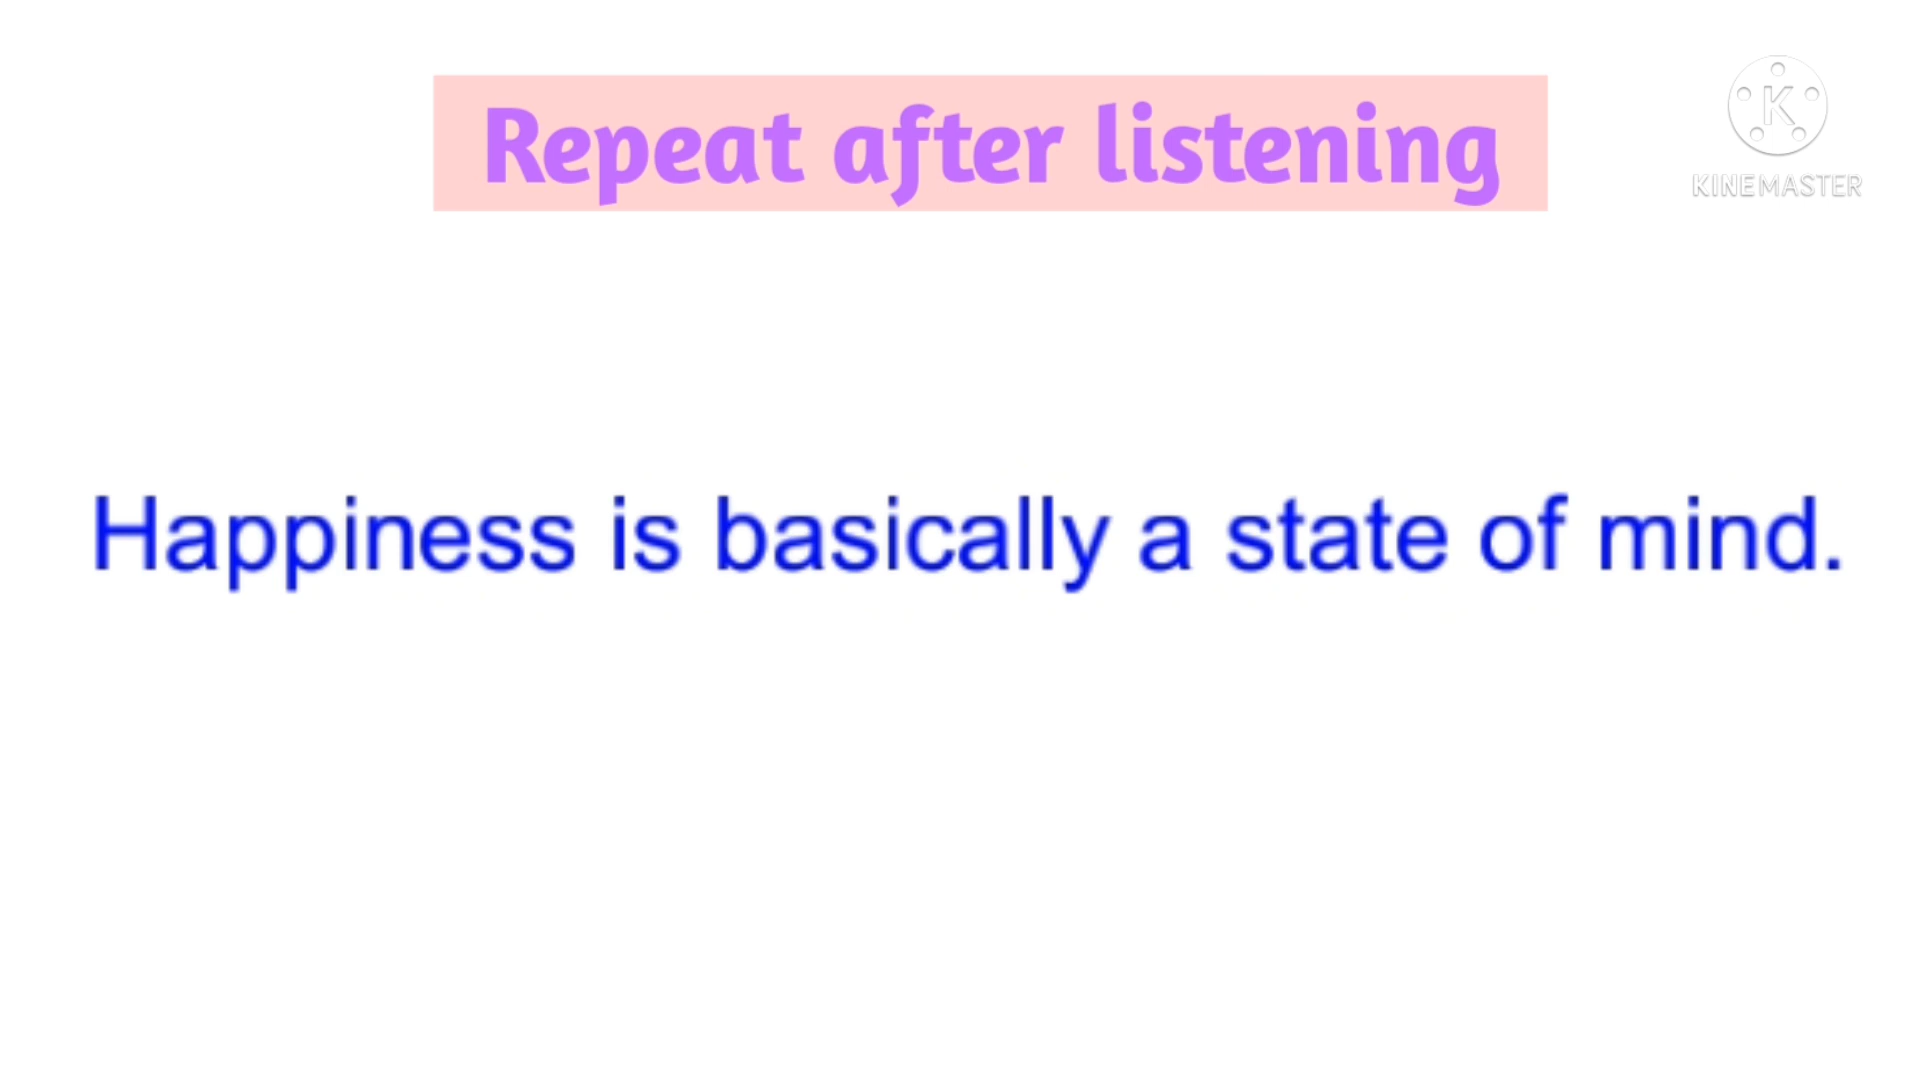 Repeat after listening
K
KINEMASTER
Happiness is basically a state of mind.